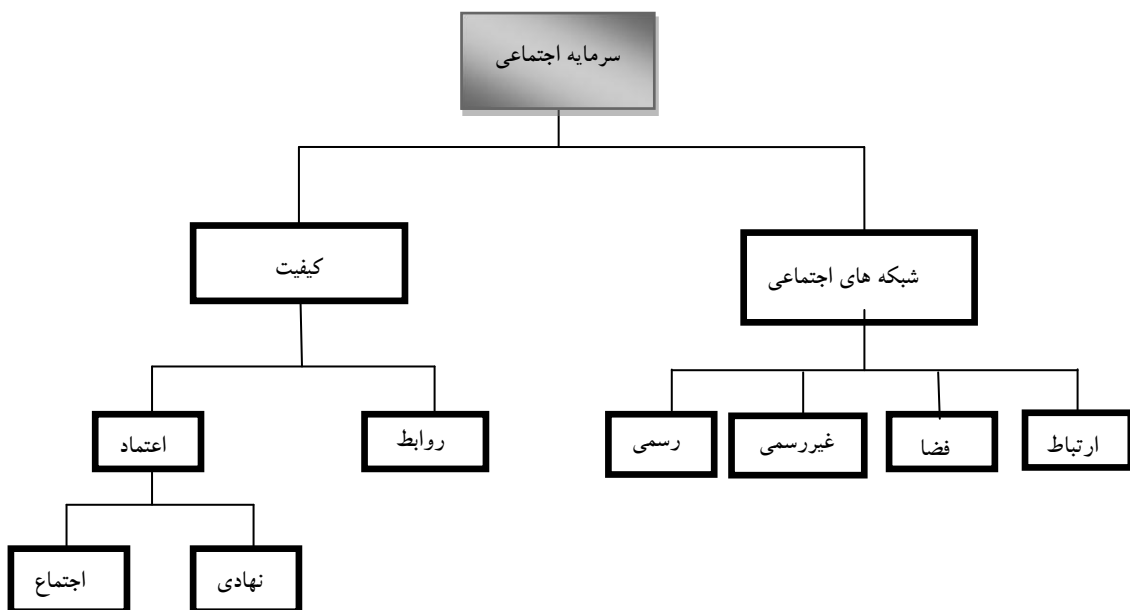 سرمایه اجتماعی
شبکه های اجتماعی
کیفیت
ارتباط
فضا
غیررسمی
رسمی
روابط
اعتماد
نهادی
اجتماع